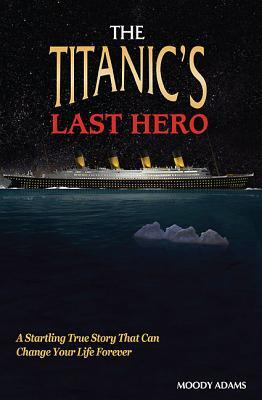 THE
TITANIC'S
LAST HERO
A Startling True Story That Can
Change Your Life Forever
MOODY ADAMS